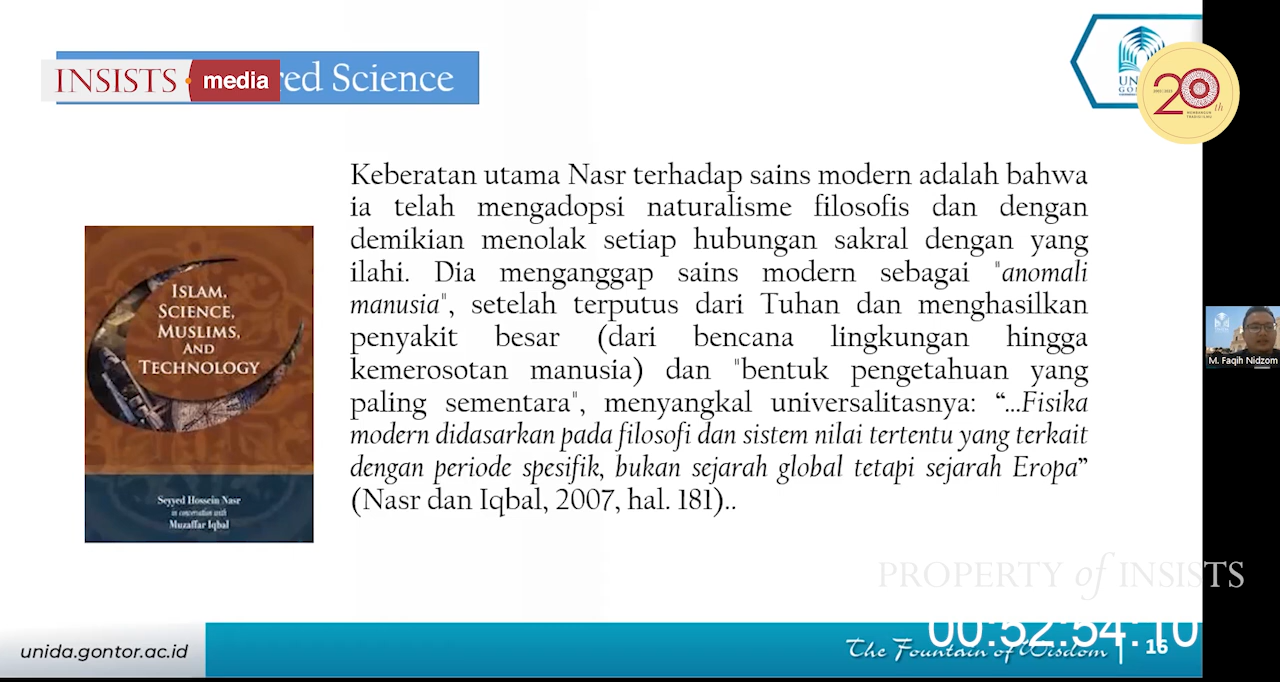 INSISTS media
red Science
20th
Keberatan utama Nasr terhadap sains modern adalah bahwa
ia telah mengadopsi naturalisme filosofis dan dengan
demikian menolak setiap hubungan sakral dengan yang
ilahi. Dia menganggap sains modern sebagai "anomali
manusia", setelah terputus dari Tuhan dan menghasilkan
penyakit besar (dari bencana lingkungan hingga
kemerosotan manusia) dan "bentuk pengetahuan yang
paling sementara", menyangkal universalitasnya: “...Fisika
modern didasarkan pada filosofi dan sistem nilai tertentu yang terkait
dengan periode spesifik, bukan sejarah global tetapi sejarah Eropa”
(Nasr dan Iqbal, 2007, hal. 181)..
ISLAM,
SCIENCE,
MUSLIMS,
AND
TECHNOLOGY
Seyyed Hossein Nasr
in conversation with
Muzaffar Iqbal
M. Faqih Nidzom
PROPERTY of INSISTS
00:52:54:10
unida.gontor.ac.id
The Fountain of Wisdom | 16